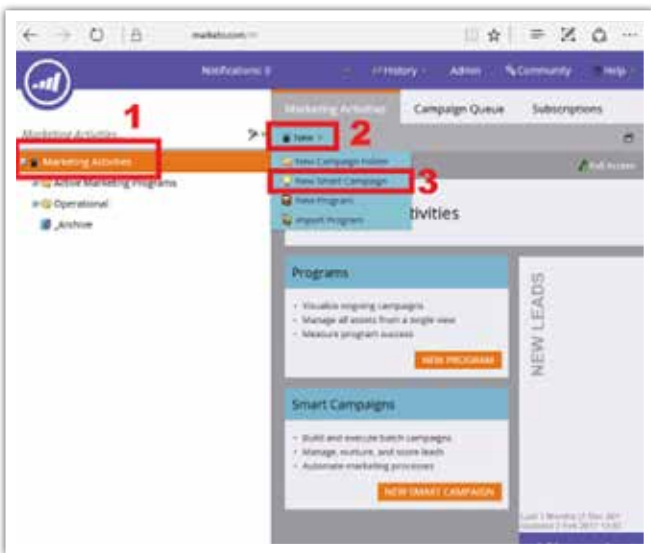 marketo.com
Notifications: 0
History
Admin
Community
Help
1
Marketing Activities
Marketing Activities
Campaign Queue
Subscriptions
New
2
Marketing Activities
Active Marketing Programs
Operational
_Archive
New Campaign Folder
New Smart Campaign
3
New Program
Import Program
Full Access
tivities
Programs
• Visualize ongoing campaigns
• Manage all assets from a single view
• Measure program success
NEW PROGRAM
NEW LEADS
Smart Campaigns
• Build and execute batch campaigns
• Manage, nurture, and score leads
• Automate marketing processes
NEW SMART CAMPAIGN